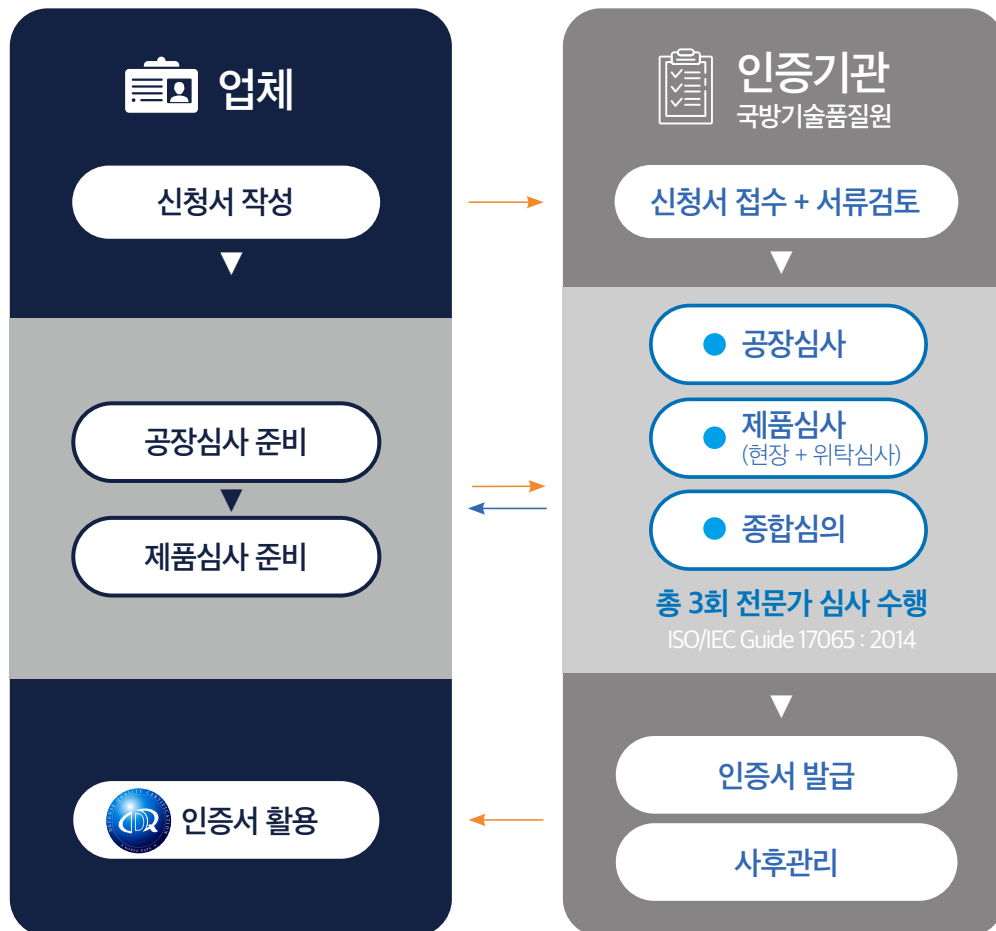 업체
신청서 작성
공장심사 준비
제품심사 준비
인증서 활용
인증기관
국방기술품질원
신청서 접수 + 서류검토
공장심사
제품심사
(현장 + 위탁심사)
종합심의
총 3회 전문가 심사 수행
ISO/IEC Guide 17065 : 2014
인증서 발급
사후관리